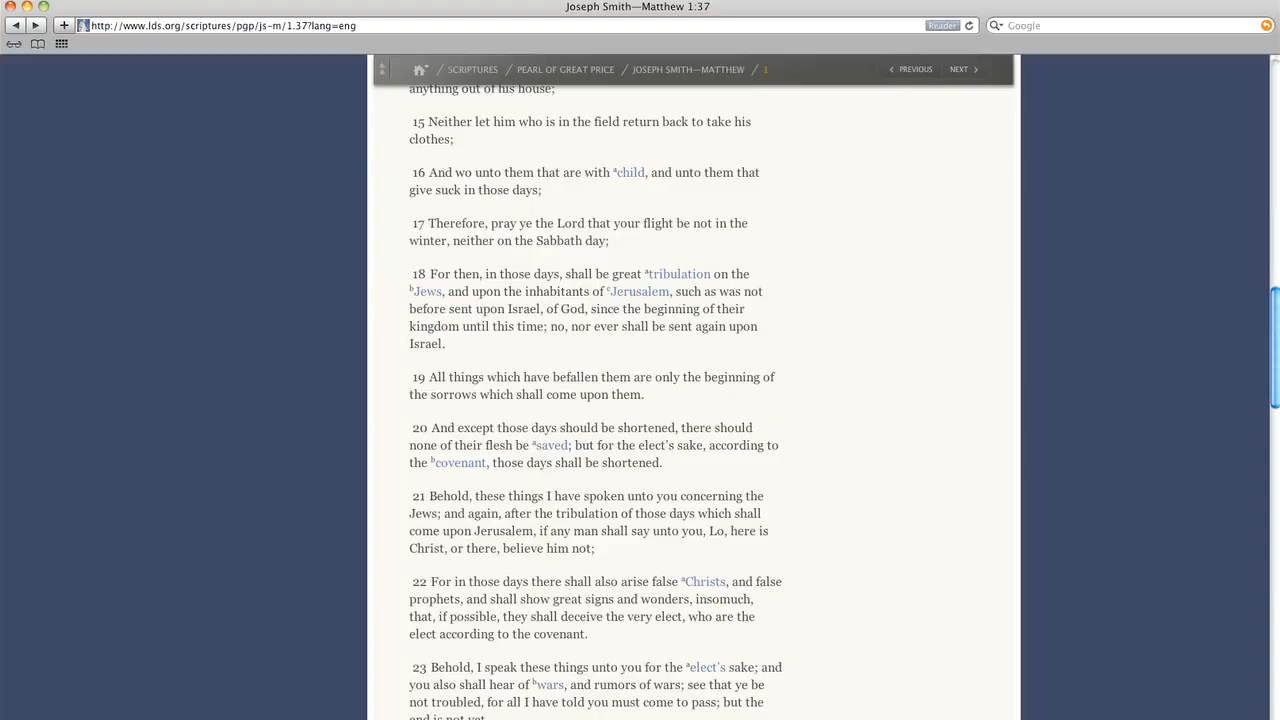 Joseph Smith—Matthew 1:37
http://www.lds.org/scriptures/pgp/js-m/1.37?lang=eng
Reader
Google
SCRIPTURES / PEARL OF GREAT PRICE / JOSEPH SMITH—MATTHEW / 1
PREVIOUS NEXT
anything out of his house;
15 Neither let him who is in the field return back to take his
clothes;
16 And wo unto them that are with achild, and unto them that
give suck in those days;
17 Therefore, pray ye the Lord that your flight be not in the
winter, neither on the Sabbath day;
18 For then, in those days, shall be great atribulation on the
bJews, and upon the inhabitants of cJerusalem, such as was not
before sent upon Israel, of God, since the beginning of their
kingdom until this time; no, nor ever shall be sent again upon
Israel.
19 All things which have befallen them are only the beginning of
the sorrows which shall come upon them.
20 And except those days should be shortened, there should
none of their flesh be asaved; but for the elect's sake, according to
the bcovenant, those days shall be shortened.
21 Behold, these things I have spoken unto you concerning the
Jews; and again, after the tribulation of those days which shall
come upon Jerusalem, if any man shall say unto you, Lo, here is
Christ, or there, believe him not;
22 For in those days there shall also arise false aChrists, and false
prophets, and shall show great signs and wonders, insomuch,
that, if possible, they shall deceive the very elect, who are the
elect according to the covenant.
23 Behold, I speak these things unto you for the aelect's sake; and
you also shall hear of bwars, and rumors of wars; see that ye be
not troubled, for all I have told you must come to pass; but the
end is not yet.